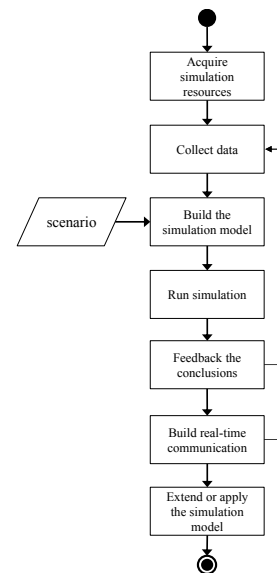 Acquire
simulation
resources
Collect data
scenario
Build the
simulation model
Run simulation
Feedback the
conclusions
Build real-time
communication
Extend or apply
the simulation
model